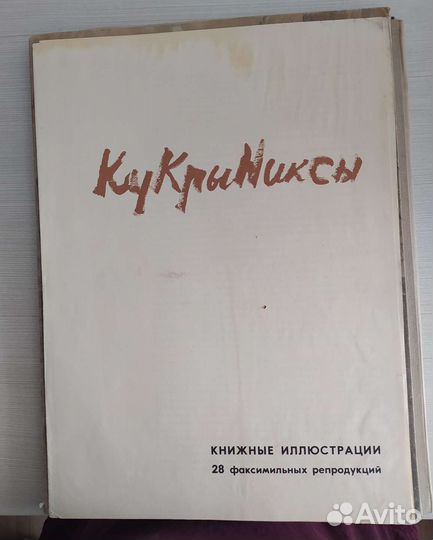 КуКрыНиксы
КНИЖНЫЕ ИЛЛЮСТРАЦИИ
28 факсимильных репродукций
Avito